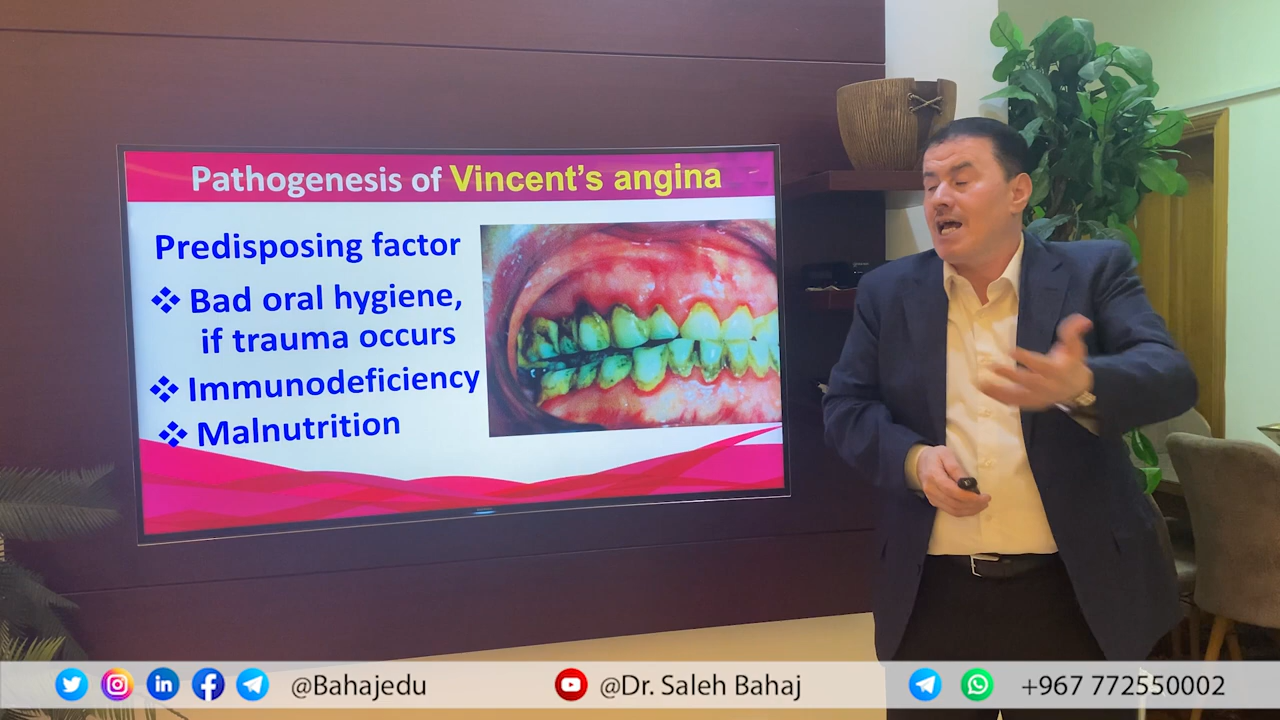 Pathogenesis of Vincent's angina
Predisposing factor
❖ Bad oral hygiene,
if trauma occurs
❖ Immunodeficiency
❖ Malnutrition
@Bahajedu
@Dr. Saleh Bahaj
+967 772550002